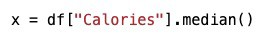 x = df["Calories"].median()